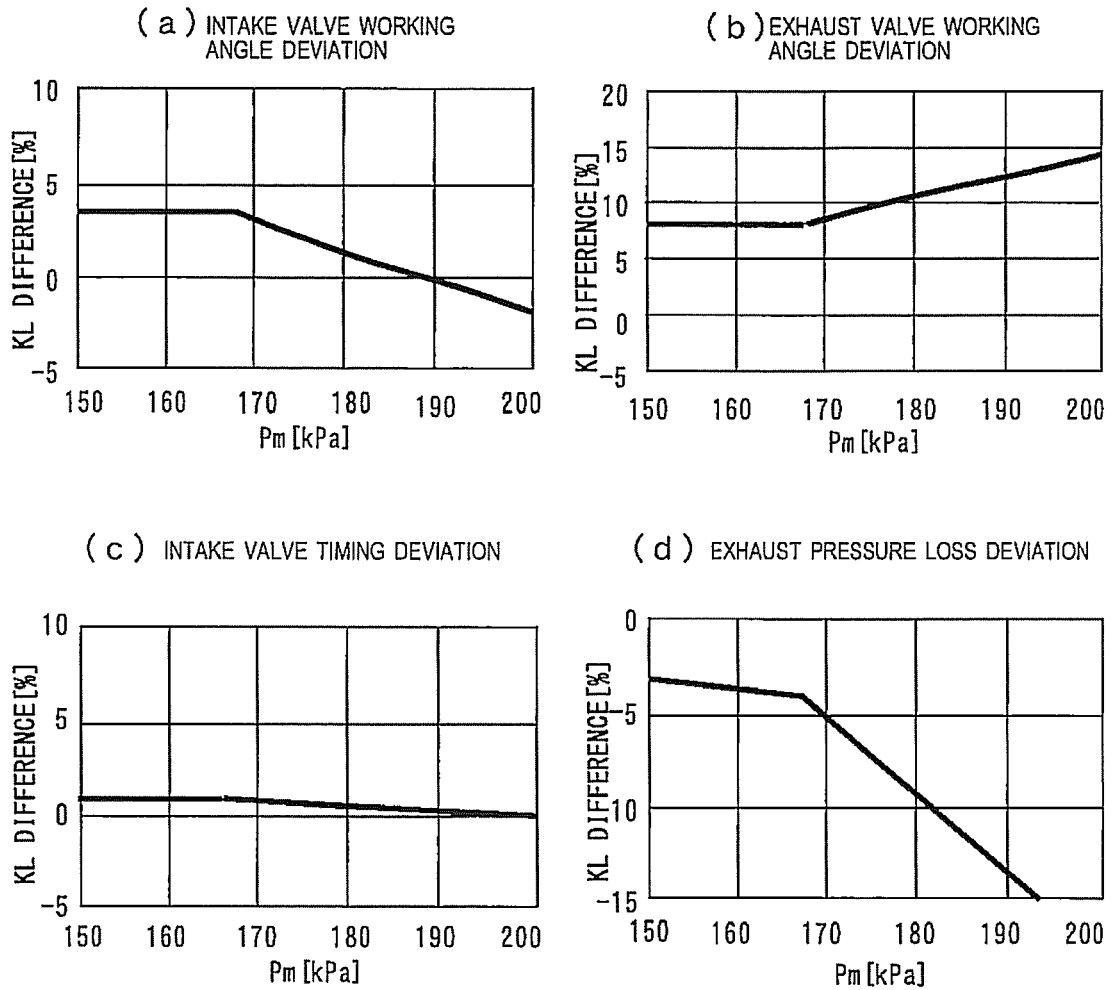 (a) INTAKE VALVE WORKING
ANGLE DEVIATION
KL DIFFERENCE[%]
10
5
0
-5
150 160 170 180 190 200
Pm[kPa]
(b) EXHAUST VALVE WORKING
ANGLE DEVIATION
KL DIFFERENCE[%]
20
15
10
5
0
-5
150 160 170 180 190 200
Pm[kPa]
(c) INTAKE VALVE TIMING DEVIATION
KL DIFFERENCE[%]
10
5
0
-5
150 160 170 180 190 200
Pm[kPa]
(d) EXHAUST PRESSURE LOSS DEVIATION
KL DIFFERENCE[%]
0
-5
-10
-15
150 160 170 180 190 200
Pm[kPa]